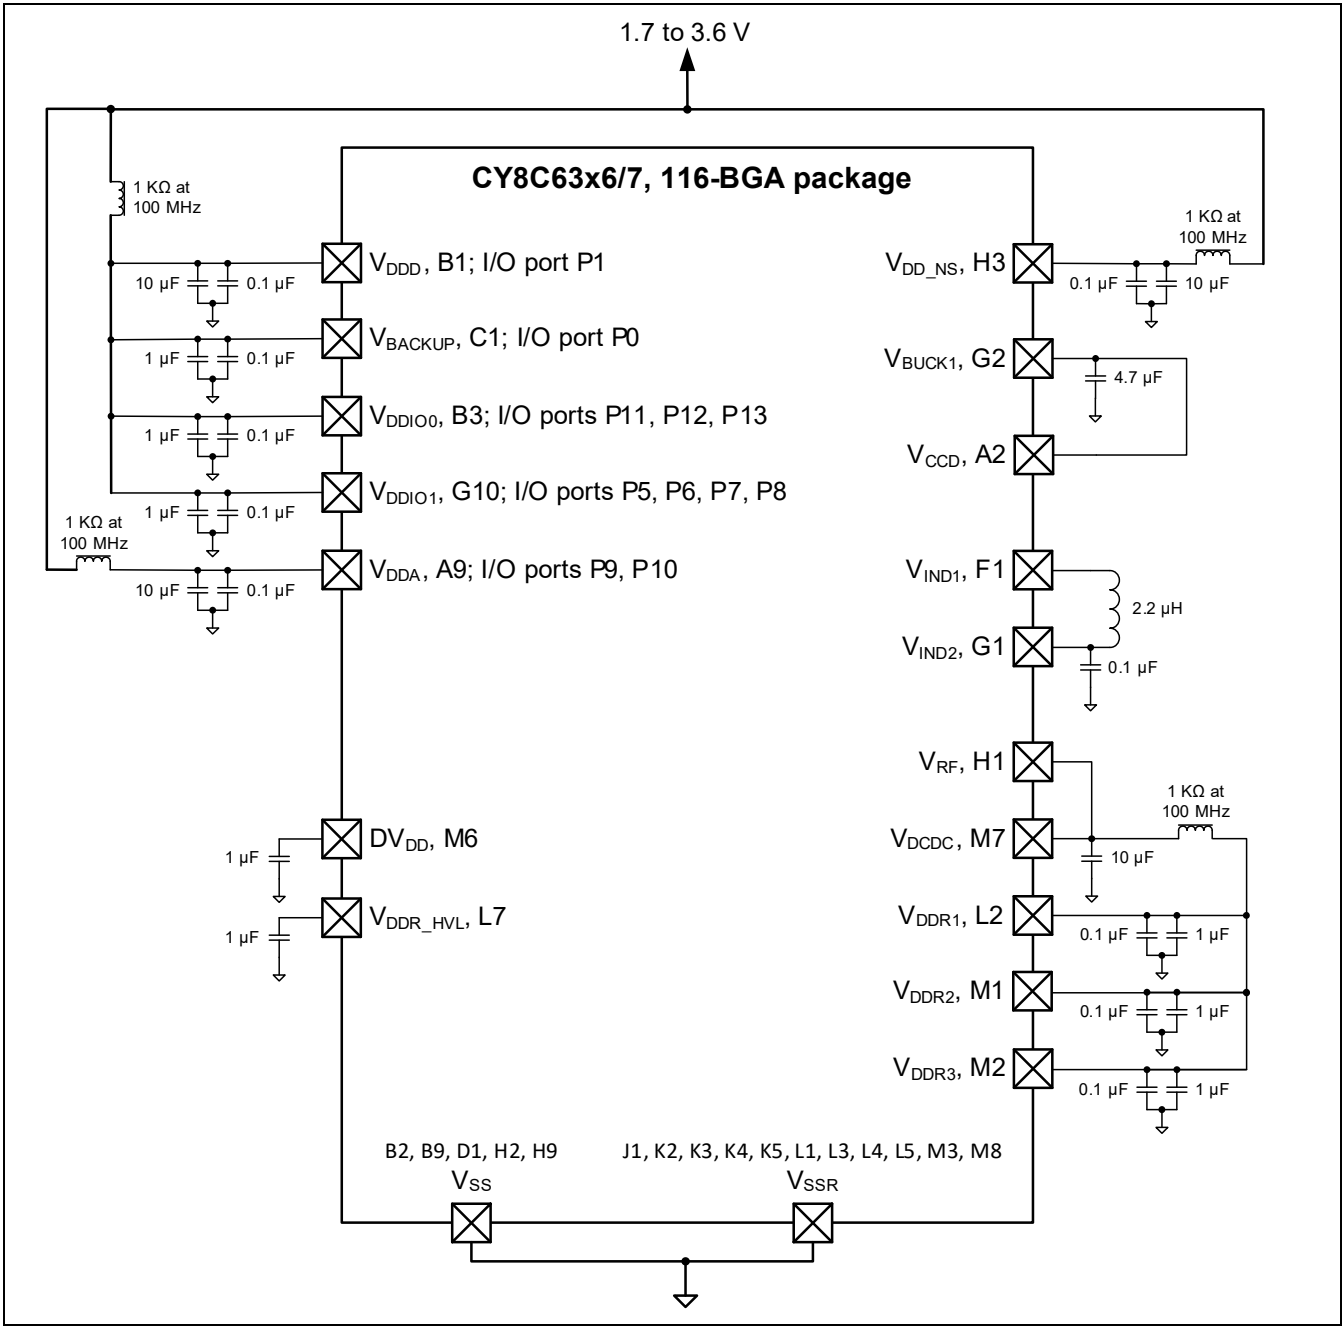 1.7 to 3.6 V
CY8C63x6/7, 116-BGA package
1 KΩ at
100 MHz
VDDD, B1; I/O port P1
10 µF
0.1 µF
VBACKUP, C1; I/O port P0
1 µF
0.1 µF
VDDIO0, B3; I/O ports P11, P12, P13
1 µF
0.1 µF
VDDIO1, G10; I/O ports P5, P6, P7, P8
1 µF
0.1 µF
1 KΩ at
100 MHz
VDDA, A9; I/O ports P9, P10
10 µF
0.1 µF
DVDD, M6
1 µF
VDDR_HVL, L7
1 µF
1 KΩ at
100 MHz
VDD_NS, H3
0.1 µF
10 µF
VBUCK1, G2
4.7 µF
VCCD, A2
VIND1, F1
2.2 µH
VIND2, G1
0.1 µF
VRF, H1
1 KΩ at
100 MHz
VDCDC, M7
10 µF
VDDR1, L2
0.1 µF
1 µF
VDDR2, M1
0.1 µF
1 µF
VDDR3, M2
0.1 µF
1 µF
B2, B9, D1, H2, H9
VSS
J1, K2, K3, K4, K5, L1, L3, L4, L5, M3, M8
VSSR